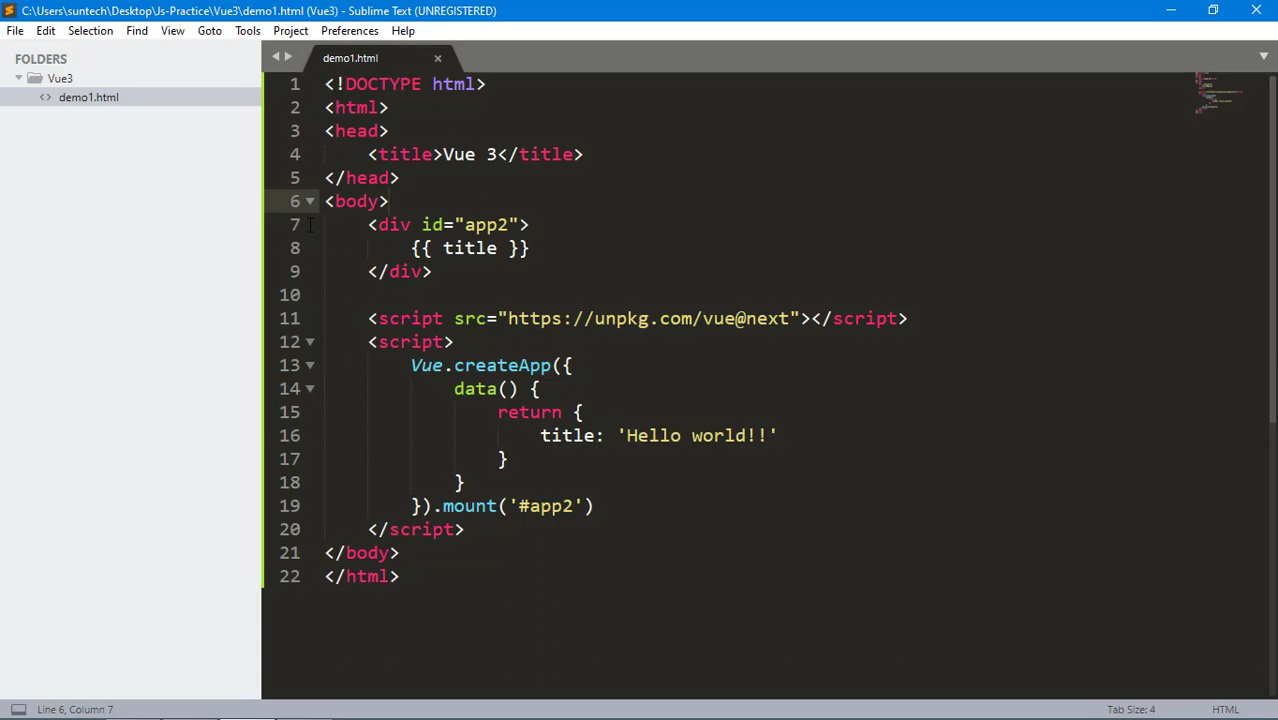 C:\Users\suntech\Desktop\Js-Practice\Vue3\demo1.html (Vue3) - Sublime Text (UNREGISTERED)
File Edit Selection Find View Goto Tools Project Preferences Help
FOLDERS
Vue3
demo1.html
demo1.html
1 <!DOCTYPE html>
2 <html>
3 <head>
4     <title>Vue 3</title>
5 </head>
6 <body>
7     <div id="app2">
8         {{ title }}
9     </div>
10
11     <script src="https://unpkg.com/vue@next"></script>
12     <script>
13         Vue.createApp({
14             data() {
15                 return {
16                     title: 'Hello world!!'
17                 }
18             }
19         }).mount('#app2')
20     </script>
21 </body>
22 </html>
Line 6, Column 7
Tab Size: 4
HTML